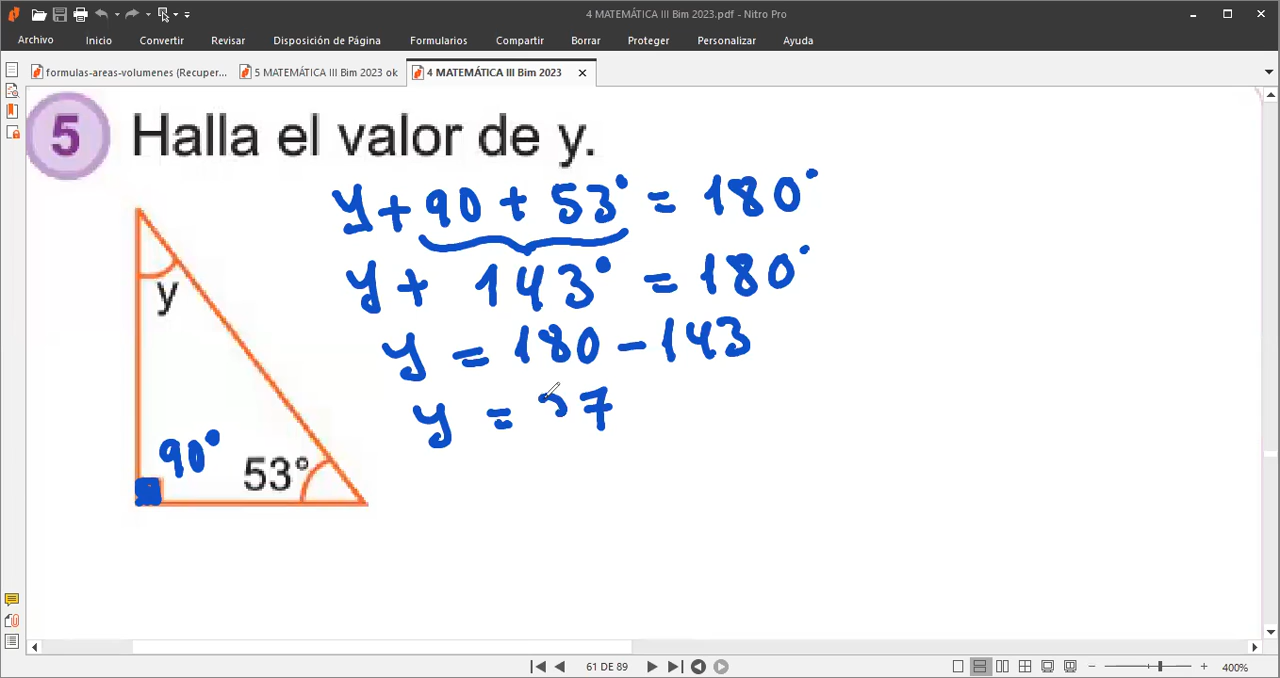 4 MATEMÁTICA III Bim 2023.pdf - Nitro Pro
Archivo Inicio Convertir Revisar Disposición de Página Formularios Compartir Borrar Proteger Personalizar Ayuda
formulas-areas-volumenes (Recuper... 5 MATEMÁTICA III Bim 2023 ok 4 MATEMÁTICA III Bim 2023
5 Halla el valor de y.
y + 90 + 53° = 180°
y + 143° = 180°
y = 180 - 143
y = 37
y
90°
53°
61 DE 89
400%